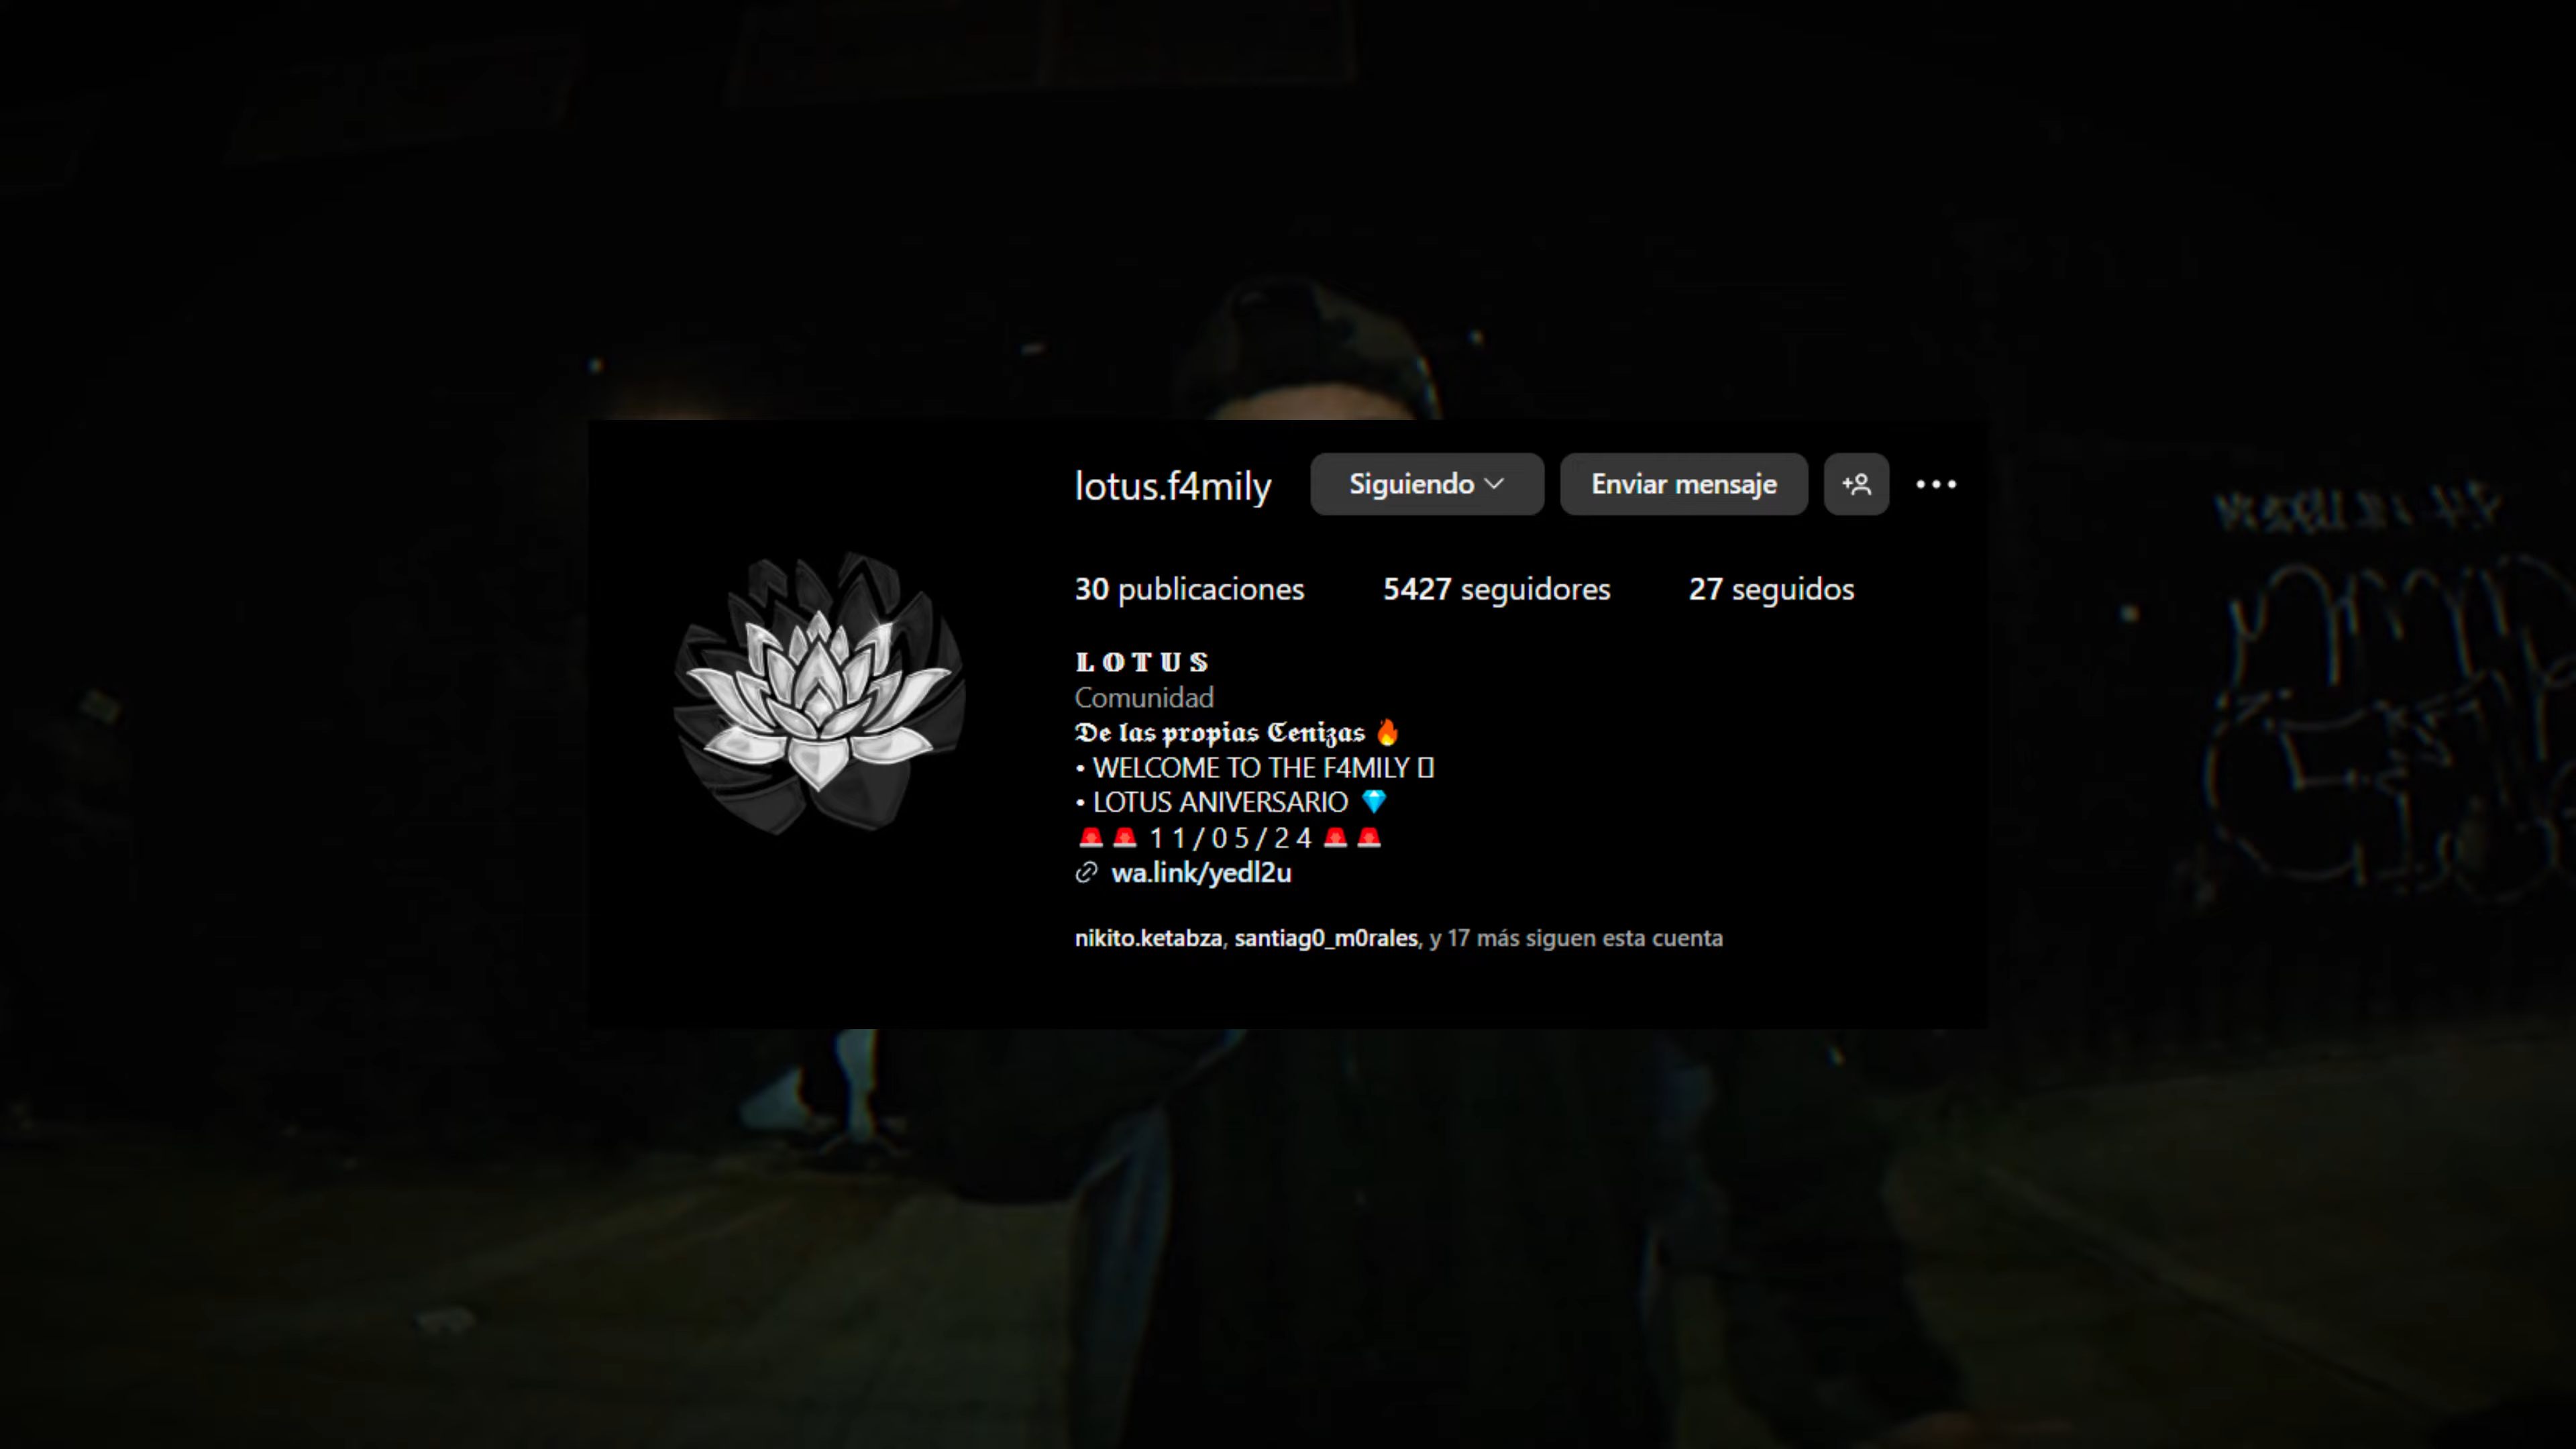 lotus.f4mily Siguiendo Enviar mensaje
30 publicaciones 5427 seguidores 27 seguidos
𝕃 𝕆 𝕋 𝕌 𝕊
Comunidad
𝕯𝖊 𝖑𝖆𝖘 𝖕𝖗𝖔𝖕𝖎𝖆𝖘 𝕮𝖊𝖓𝖎𝖟𝖆𝖘 🔥
• WELCOME TO THE F4MILY
• LOTUS ANIVERSARIO 💎
🚨🚨 1 1 / 0 5 / 2 4 🚨🚨
wa.link/yedl2u
nikito.ketabza, santiag0_m0rales, y 17 más siguen esta cuenta